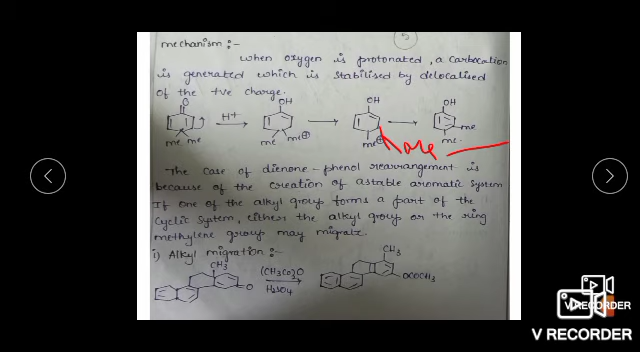 5
mechanism :-
when oxygen is protonated, a carbocation
is generated which is stabilised by delocalised
of the +ve charge.
O OH OH OH
H+
me me me me⊕ me⊕ me me
The case of dienone-phenol rearrangement is
because of the creation of astable aromatic system
If one of the alkyl group forms a part of the
cyclic system, either the alkyl group or the ring
methylene group may migrate.
i) Alkyl migration :-
CH3 (CH3CO)2O CH3
O H2SO4 OCOCH3
V RECORDER
V RECORDER